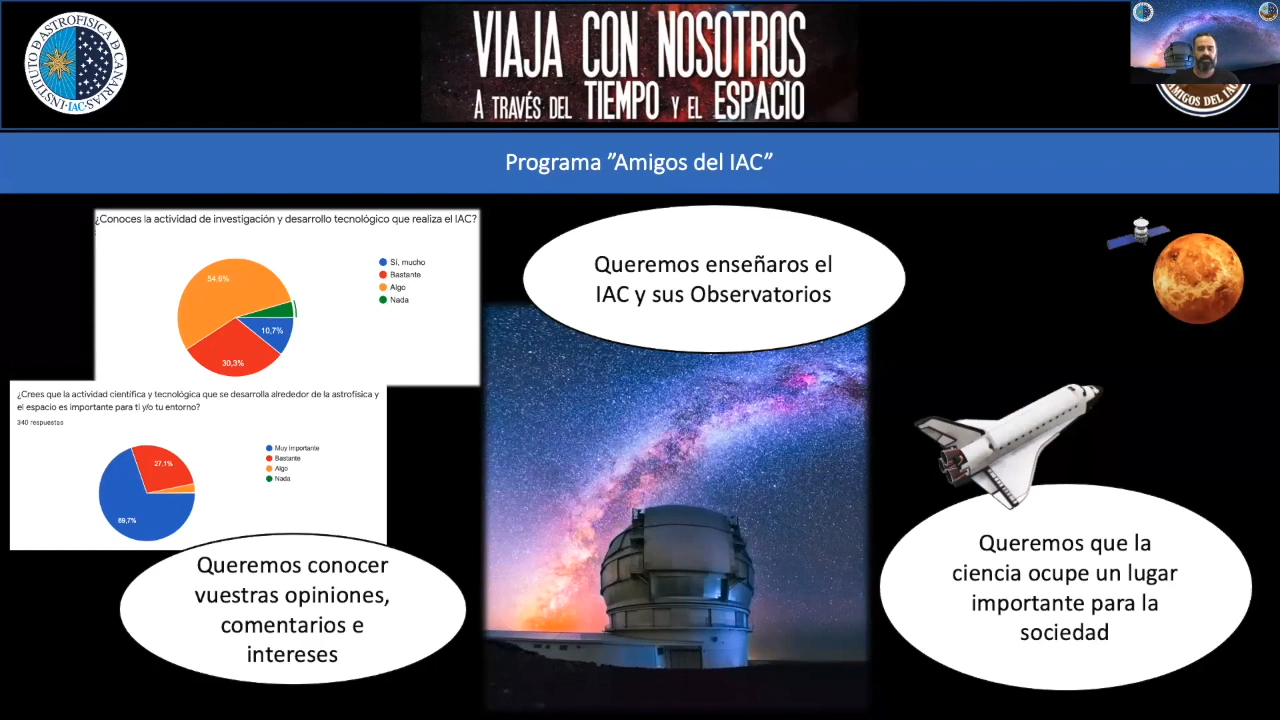 INSTITUTO DE ASTROFISICA DE CANARIAS
·IAC·
VIAJA CON NOSOTROS
A TRAVÉS DEL TIEMPO Y EL ESPACIO
AMIGOS DEL IAC
Programa ”Amigos del IAC”
¿Conoces la actividad de investigación y desarrollo tecnológico que realiza el IAC?
54,6%
10,7%
30,3%
Sí, mucho
Bastante
Algo
Nada
¿Crees que la actividad científica y tecnológica que se desarrolla alrededor de la astrofísica y
el espacio es importante para ti y/o tu entorno?
340 respuestas
27,1%
69,7%
Muy importante
Bastante
Algo
Nada
Queremos enseñaros el
IAC y sus Observatorios
Queremos conocer
vuestras opiniones,
comentarios e
intereses
Queremos que la
ciencia ocupe un lugar
importante para la
sociedad